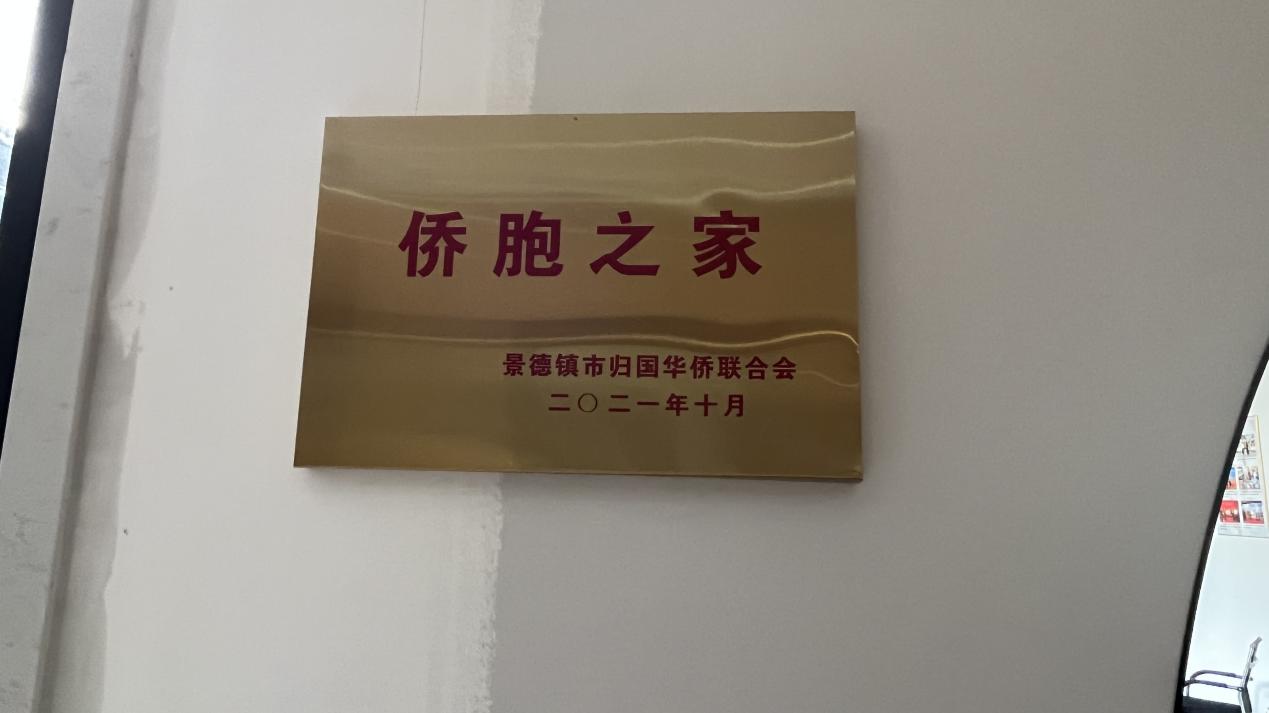 侨胞之家
景德镇市归国华侨联合会
二〇二一年十月